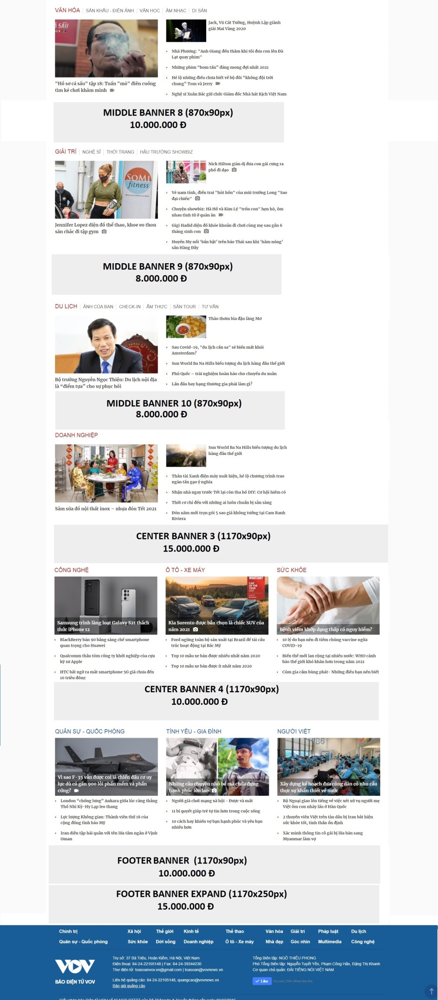 VĂN HÓA | SÂN KHẤU - ĐIỆN ẢNH | VĂN HỌC | ÂM NHẠC | DI SẢN
"Hồ sơ cá sấu" tập 18: Tuấn "mỏ" điên cuồng
tìm kẻ chơi khăm mình
Jack, Vũ Cát Tường, Huỳnh Lập giành
giải Mai Vàng 2020
Nhã Phương: "Anh Giang đến thăm khi tôi đưa con lên Đà
Lạt quay phim"
Những phim “bom tấn” đáng mong đợi nhất 2021
Hé lộ những điều chưa biết về bộ đôi “không đội trời
chung” Tom và Jerry
Nghệ sĩ Xuân Bắc giữ chức Giám đốc Nhà hát Kịch Việt Nam
MIDDLE BANNER 8 (870x90px)
10.000.000 Đ
GIẢI TRÍ | NGHỆ SĨ | THỜI TRANG | HẬU TRƯỜNG SHOWBIZ
SOMI
fitness
Jennifer Lopez diện đồ thể thao, khoe eo thon
săn chắc đi tập gym
Nick Hilton giản dị đưa con gái cưng ra
phố đi dạo
Vẻ nam tính, điển trai "hút hồn" của mũi trưởng Long "Sao
đại chiến"
Chuyện showbiz: Hà Hồ và Kim Lý "trốn con" hẹn hò, ôm
nhau tình tứ ở quán ăn
Gigi Hadid diện đồ khỏe khoắn đi chơi cùng mẹ sau gần 6
tháng sinh con
Huyền My nổi ‘bần bật’ trên báo Thái sau khi ‘hâm nóng’
sân Hàng Đẫy
MIDDLE BANNER 9 (870x90px)
8.000.000 Đ
DU LỊCH | ẢNH CỦA BẠN | CHECK-IN | ẨM THỰC | SĂN TOUR | TƯ VẤN
Bộ trưởng Nguyễn Ngọc Thiện: Du lịch nội địa
là “điểm tựa” cho sự phục hồi
Thảo thơm bìa đậu làng Mơ
Sau Covid-19, "du lịch cần sa" sẽ biến mất khỏi
Amsterdam?
Sun World Ba Na Hills biểu tượng du lịch hàng đầu thế giới
Phú Quốc – trải nghiệm hoàn hảo cho chuyến du xuân
Lần đầu bay hạng thương gia phải làm gì?
MIDDLE BANNER 10 (870x90px)
8.000.000 Đ
DOANH NGHIỆP
Sắm sửa đồ nội thất inox – nhựa đón Tết 2021
Sun World Ba Na Hills biểu tượng du lịch
hàng đầu thế giới
Thần tài Xanh điện máy xuất hiện, hé lộ chương trình trao
ngàn tấn gạo ý nghĩa
Nhận nhà ngay trước Tết lại còn tha hồ DIY: Cơ hội hiếm có
Thời cơ chỉ đến với những ai luôn chuẩn bị sẵn sàng
Đón năm mới trọn gói 5 sao giá không tưởng tại Cam Ranh
Riviera
CENTER BANNER 3 (1170x90px)
15.000.000 Đ
CÔNG NGHỆ
Samsung trình làng loạt Galaxy S21 thách
thức iPhone 12
BlackBerry bán 90 bằng sáng chế smartphone
quan trọng cho Huawei
Qualcomm thâu tóm công ty khởi nghiệp của cựu
kỹ sư Apple
HTC bất ngờ ra mắt smartphone 5G giá chưa đến
10 triệu đồng
Ô TÔ - XE MÁY
WHAT CAR?
CAR
OF THE
YEAR
2021
Kia Sorento được bầu chọn là chiếc SUV của
năm 2021
Ford ngừng toàn bộ sản xuất tại Brazil để tái cấu
trúc hoạt động tại Bắc Mỹ
Top 10 mẫu xe bán được nhiều nhất năm 2020
Top 10 mẫu xe bán được ít nhất năm 2020
SỨC KHỎE
Bệnh viêm khớp dạng thấp có nguy hiểm?
10 lý do bạn nên đi tiêm chủng vaccine ngừa
COVID-19
Biến thể mới lan rộng tại nhiều nước: WHO cảnh
báo thế giới khó khăn hơn trong năm 2021
Cúm gia cầm bùng phát- Những điều bạn nên biết
CENTER BANNER 4 (1170x90px)
10.000.000 Đ
QUÂN SỰ - QUỐC PHÒNG
Vì sao F-35 vẫn được coi là chiến đấu cơ uy
lực dù có gần 900 lỗi phần mềm và phần
cứng?
London “chống lưng” Ankara giữa lúc căng thẳng
Thổ Nhĩ Kỳ-Hy Lạp leo thang
Lực lượng Không gian: Thành viên thứ 18 của
cộng đồng tình báo Mỹ
Iran diễn tập hải quân với tên lửa tầm ngắn ở Vịnh
Oman
TÌNH YÊU - GIA ĐÌNH
Những câu chuyện nhỏ bé mà chứa đựng
hạnh phúc lớn lao
Người già chơi mạng xã hội - Được và mất
11 bí quyết giúp trẻ tự tin hơn trong cuộc sống
10 cách hay khiến vợ bạn hạnh phúc và yêu bạn
nhiều hơn
NGƯỜI VIỆT
Xây dựng kế hoạch đưa công dân có nhu cầu
thực sự khẩn thiết về nước
Bộ Ngoại giao lên tiếng về việc xét xử vụ người mẹ
Việt ôm con nhảy lầu ở Hàn Quốc
2 thuyền viên Việt trên tàu dầu bị Iran bắt hiện
sức khỏe tốt, tinh thần ổn định
Xác minh thông tin cô gái bị lừa bán sang
Myanmar làm vợ
FOOTER BANNER (1170x90px)
10.000.000 Đ
FOOTER BANNER EXPAND (1170x250px)
15.000.000 Đ
Chính trị Xã hội Thế giới Kinh tế Thể thao Văn hóa Giải trí Pháp luật Du lịch
Quân sự - Quốc phòng Sức khỏe Đời sống Doanh nghiệp Ô tô - Xe máy Nhà đẹp Góc nhìn Multimedia Công nghệ
VOV
BÁO ĐIỆN TỬ VOV
Trụ sở: 37 Bà Triệu, Hoàn Kiếm, Hà Nội, Việt Nam
Điện thoại: 84-24-22105148 | Fax: 84-24-39344230
Thư điện tử: toasoanvov.vn@gmail.com | toasoan@vovnews.vn
Liên hệ quảng cáo: 84-24-22105148, quangcao@vovnews.vn
Báo giá quảng cáo
Tổng Biên tập: NGÔ THIỆU PHONG
Phó Tổng Biên tập: Nguyễn Tuyết Yến, Phạm Công Hân, Đặng Thị Khanh
Cơ quan chủ quản: ĐÀI TIẾNG NÓI VIỆT NAM
Like You and 239K others like this.